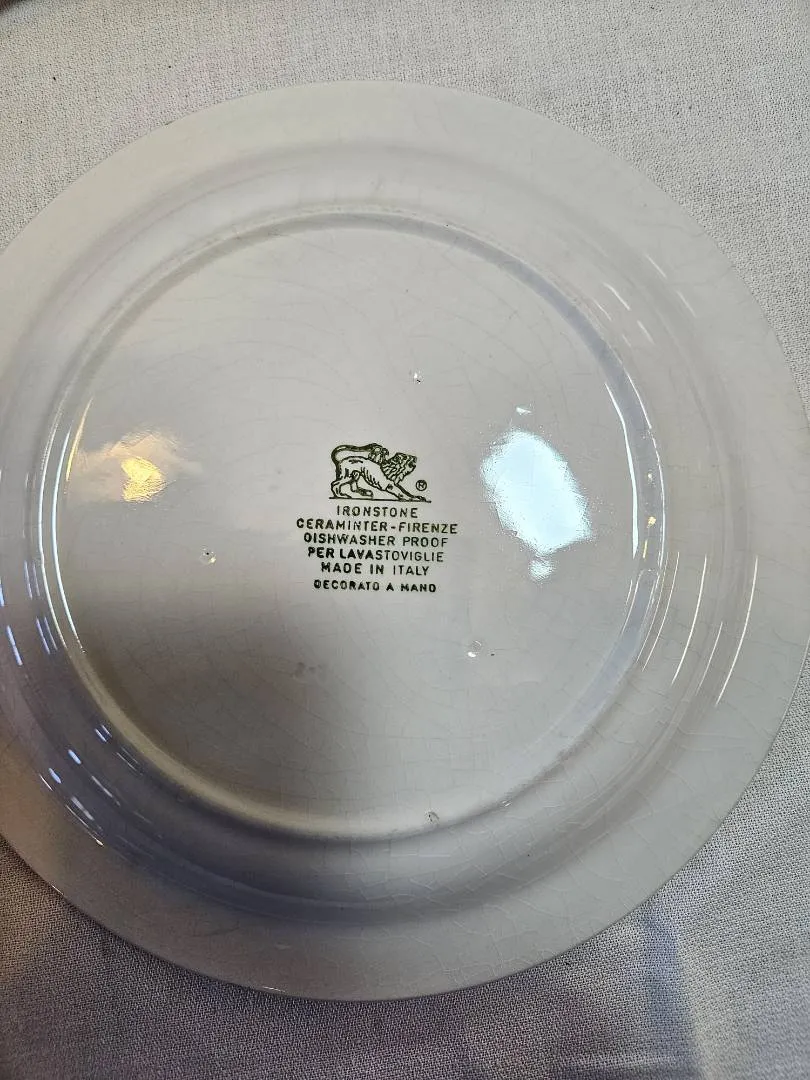 ®
IRONSTONE
CERAMINTER-FIRENZE
DISHWASHER PROOF
PER LAVASTOVIGLIE
MADE IN ITALY
DECORATO A MANO